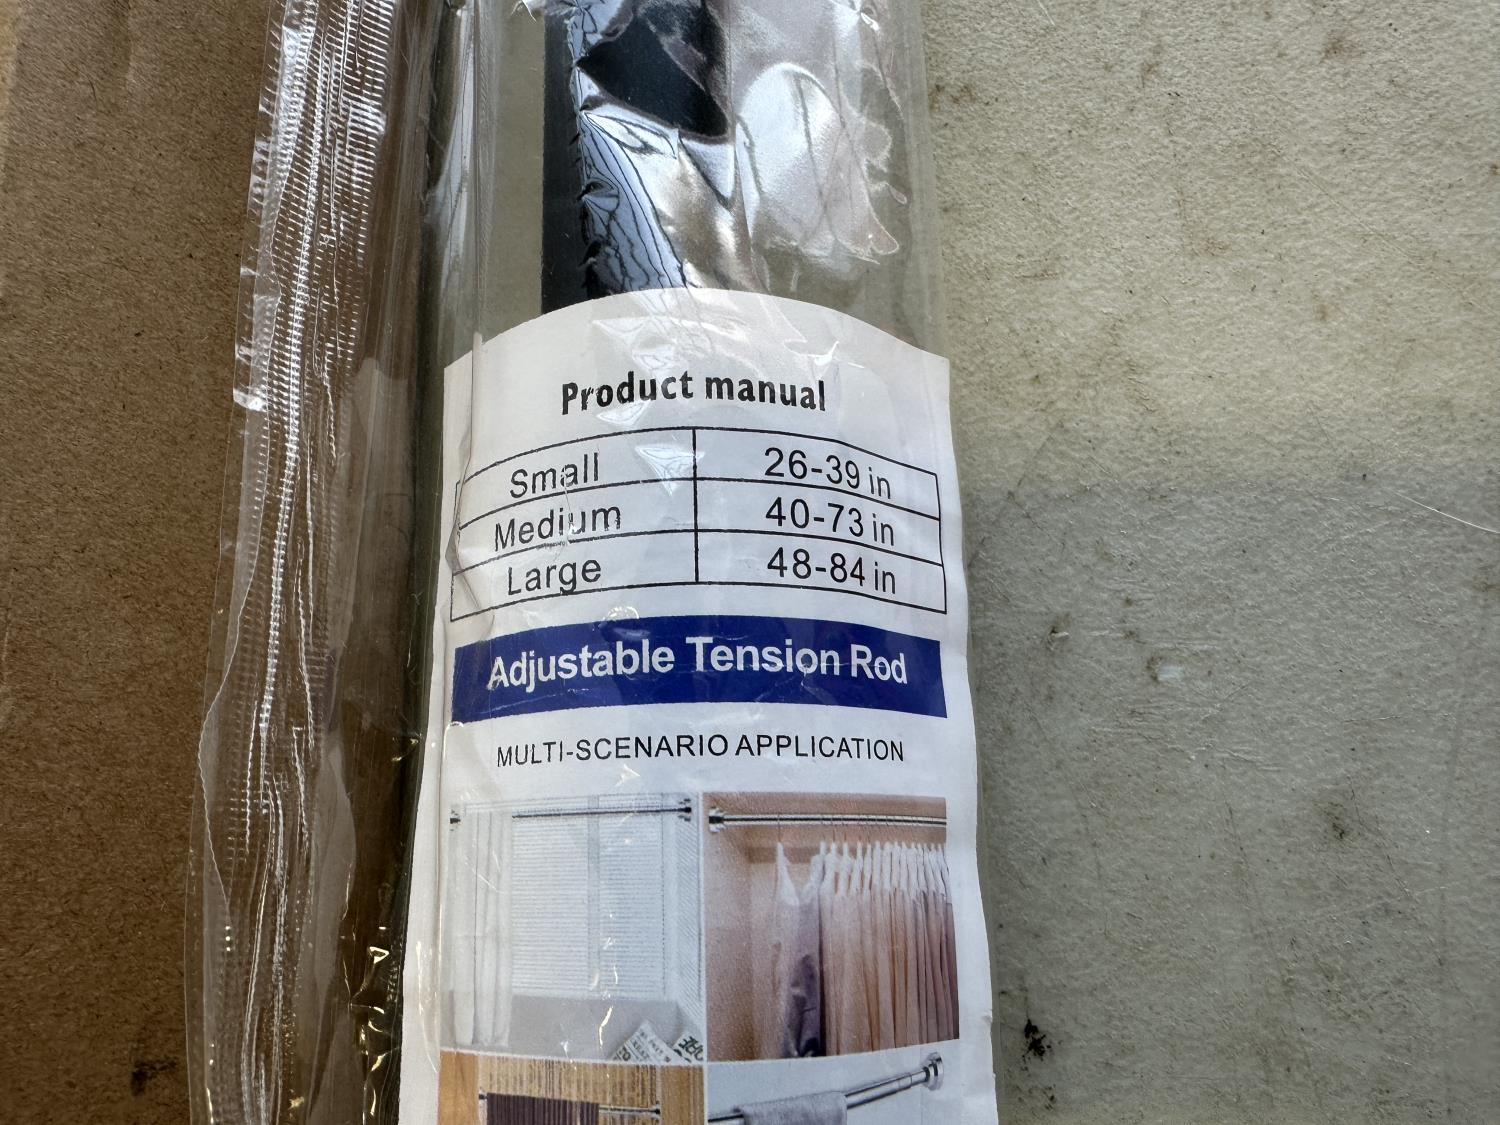 Product manual
Small 26-39 in
Medium 40-73 in
Large 48-84 in
Adjustable Tension Rod
MULTI-SCENARIO APPLICATION